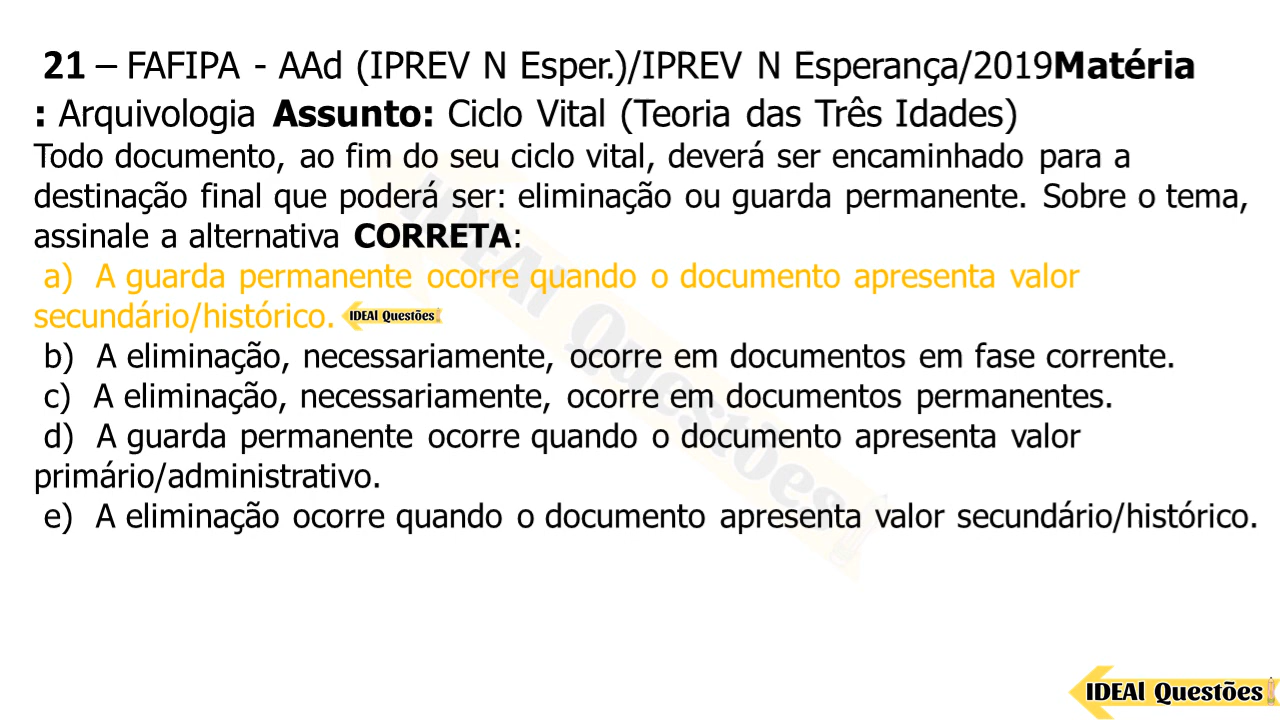 21 – FAFIPA - AAd (IPREV N Esper.)/IPREV N Esperança/2019Matéria
: Arquivologia Assunto: Ciclo Vital (Teoria das Três Idades)
Todo documento, ao fim do seu ciclo vital, deverá ser encaminhado para a
destinação final que poderá ser: eliminação ou guarda permanente. Sobre o tema,
assinale a alternativa CORRETA:
a) A guarda permanente ocorre quando o documento apresenta valor
secundário/histórico. IDEAl Questões
b) A eliminação, necessariamente, ocorre em documentos em fase corrente.
c) A eliminação, necessariamente, ocorre em documentos permanentes.
d) A guarda permanente ocorre quando o documento apresenta valor
primário/administrativo.
e) A eliminação ocorre quando o documento apresenta valor secundário/histórico.
IDEAl Questões
IDEAl Questões